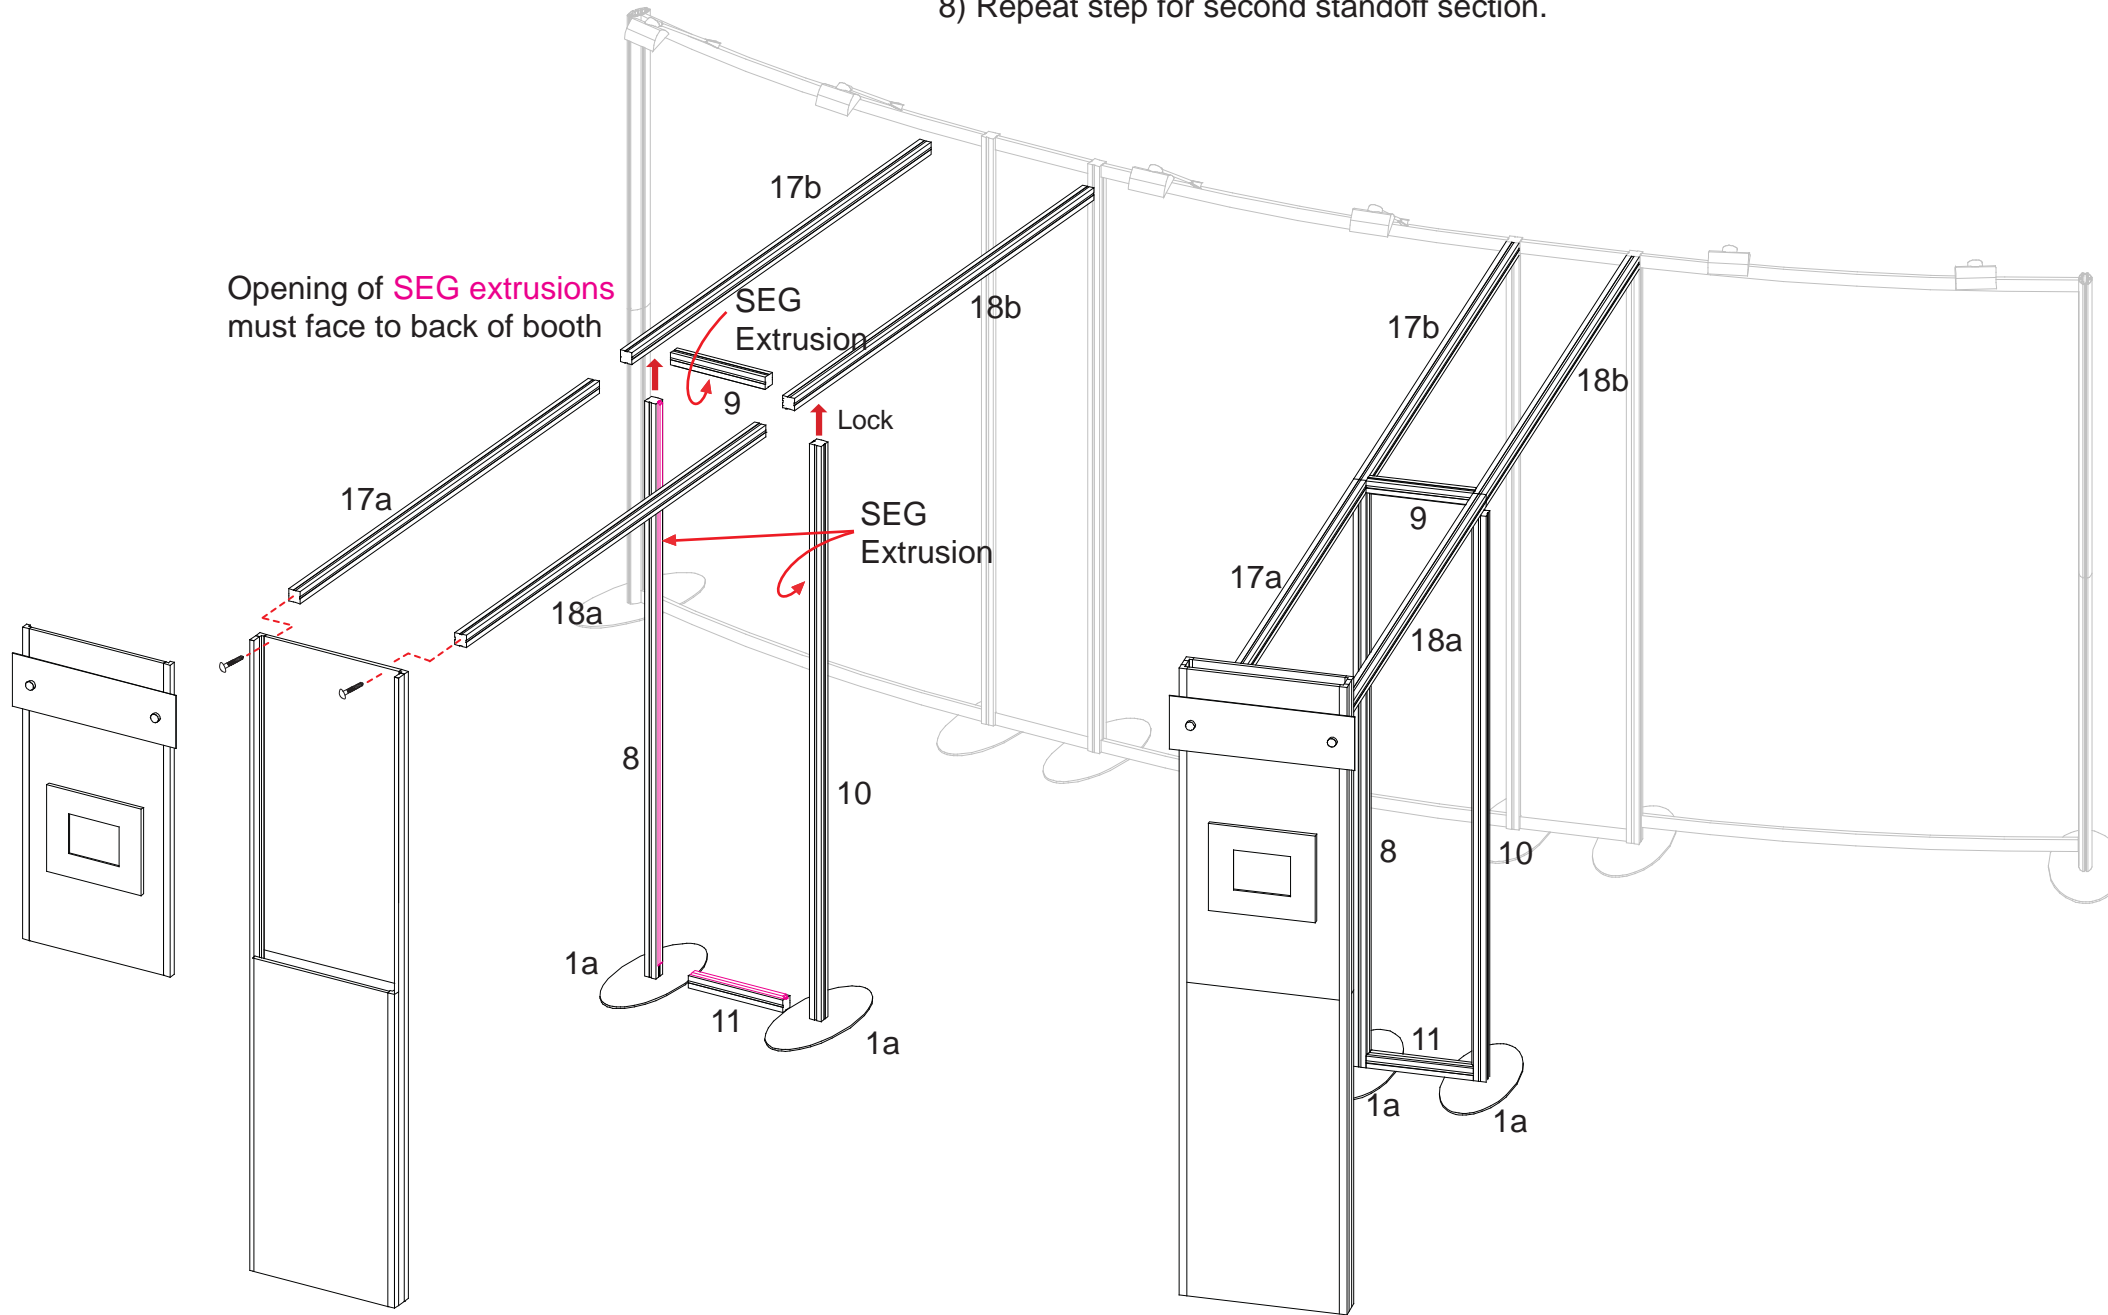 8) Repeat step for second standoff section.
17b
Opening of SEG extrusions
must face to back of booth
SEG
Extrusion
18b
9
Lock
17a
SEG
Extrusion
18a
8
10
1a
11
1a
17b
18b
9
17a
18a
8
10
11
1a
1a